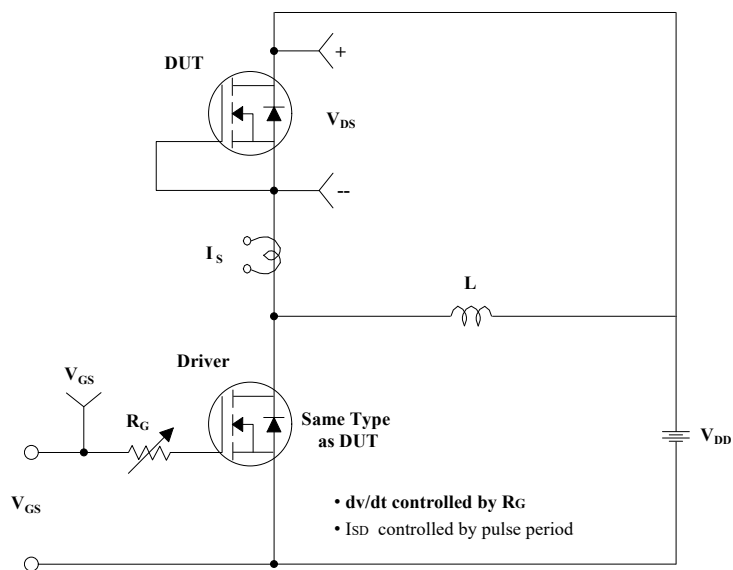 DUT
+
VDS
--
I S
L
Driver
VGS
RG
Same Type
as DUT
VDD
VGS
• dv/dt controlled by RG
• ISD controlled by pulse period